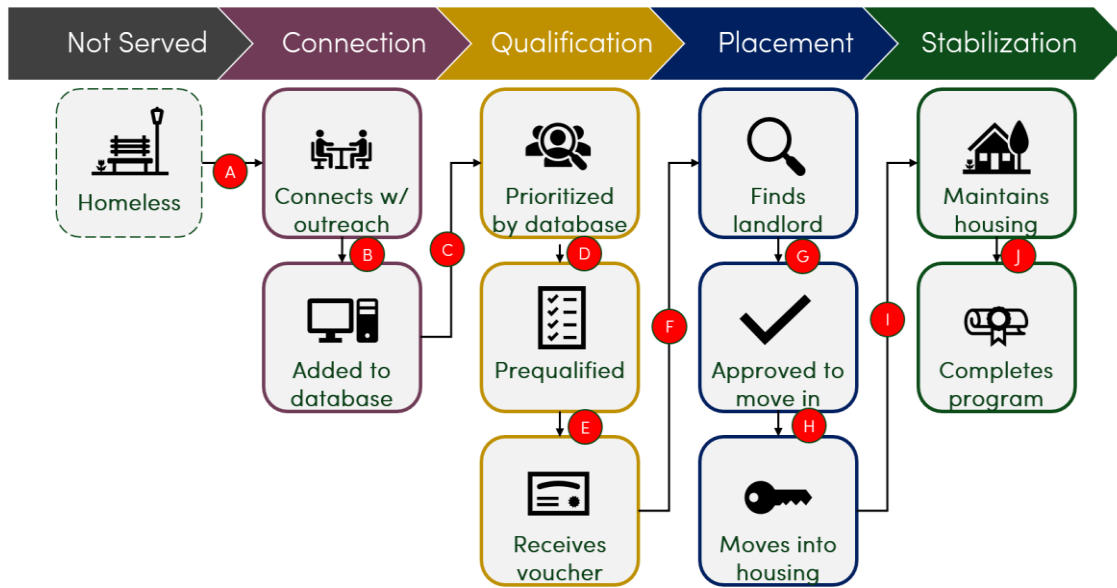 Not Served
Connection
Qualification
Placement
Stabilization
Homeless
A
Connects w/
outreach
B
Added to
database
C
Prioritized
by database
D
Prequalified
E
Receives
voucher
F
Finds
landlord
G
Approved to
move in
H
Moves into
housing
I
Maintains
housing
J
Completes
program